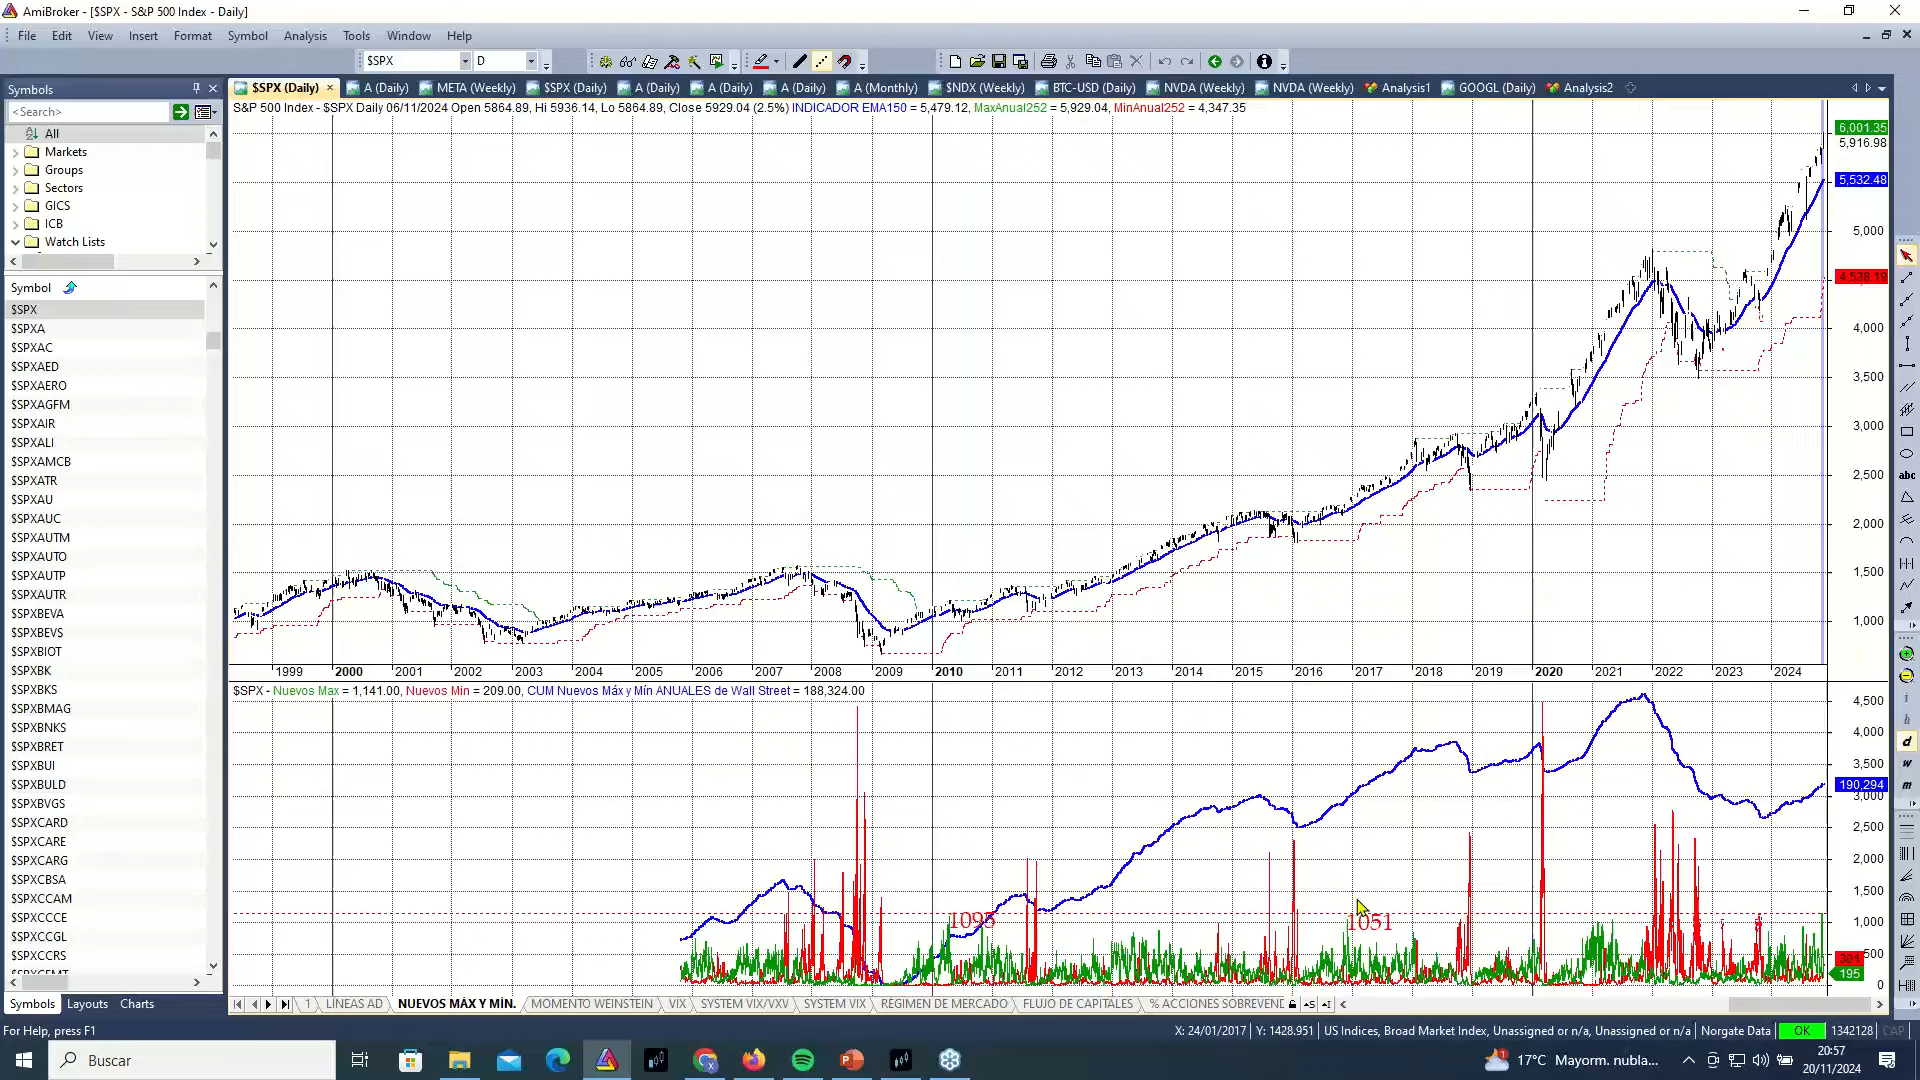 AmiBroker - [$SPX - S&P 500 Index - Daily]
File Edit View Insert Format Symbol Analysis Tools Window Help
$SPX D
Symbols
$SPX (Daily) A (Daily) META (Weekly) $SPX (Daily) A (Daily) A (Daily) A (Daily) A (Monthly) $NDX (Weekly) BTC-USD (Daily) NVDA (Weekly) NVDA (Weekly) Analysis1 GOOGL (Daily) Analysis2
<Search>
S&P 500 Index - $SPX Daily 06/11/2024 Open 5864.89, Hi 5936.14, Lo 5864.89, Close 5929.04 (2.5%) INDICADOR EMA150 = 5,479.12, MaxAnual252 = 5,929.04, MinAnual252 = 4,347.35
All
Markets
Groups
Sectors
GICS
ICB
Watch Lists
Symbol
$SPX
$SPXA
$SPXAC
$SPXAED
$SPXAERO
$SPXAGFM
$SPXAIR
$SPXALI
$SPXAMCB
$SPXATR
$SPXAU
$SPXAUC
$SPXAUTM
$SPXAUTO
$SPXAUTP
$SPXAUTR
$SPXBEVA
$SPXBEVS
$SPXBIOT
$SPXBK
$SPXBKS
$SPXBMAG
$SPXBNKS
$SPXBRET
$SPXBUI
$SPXBULD
$SPXBVGS
$SPXCARD
$SPXCARE
$SPXCARG
$SPXCBSA
$SPXCCAM
$SPXCCCE
$SPXCCGL
$SPXCCRS
6,001.35
5,916.98
5,532.48
5,000
4,538.19
4,000
3,500
3,000
2,500
2,000
1,500
1,000
1999 2000 2001 2002 2003 2004 2005 2006 2007 2008 2009 2010 2011 2012 2013 2014 2015 2016 2017 2018 2019 2020 2021 2022 2023 2024
$SPX - Nuevos Max = 1,141.00, Nuevos Min = 209.00, CUM Nuevos Máx y Mín ANUALES de Wall Street = 188,324.00
4,500
4,000
3,500
190,294
3,000
2,500
2,000
1,500
1,000
500
301
195
0
1095
1051
abc
i
h
d
w
m
Symbols Layouts Charts
1 LÍNEAS AD NUEVOS MÁX Y MÍN. MOMENTO WEINSTEIN VIX SYSTEM VIX/VXV SYSTEM VIX RÉGIMEN DE MERCADO FLUJO DE CAPITALES % ACCIONES SOBREVENE
For Help, press F1
X: 24/01/2017 Y: 1428.951 US Indices, Broad Market Index, Unassigned or n/a, Unassigned or n/a Norgate Data OK 1342128 CAP
Buscar
17°C Mayorm. nubla...
20:57
20/11/2024